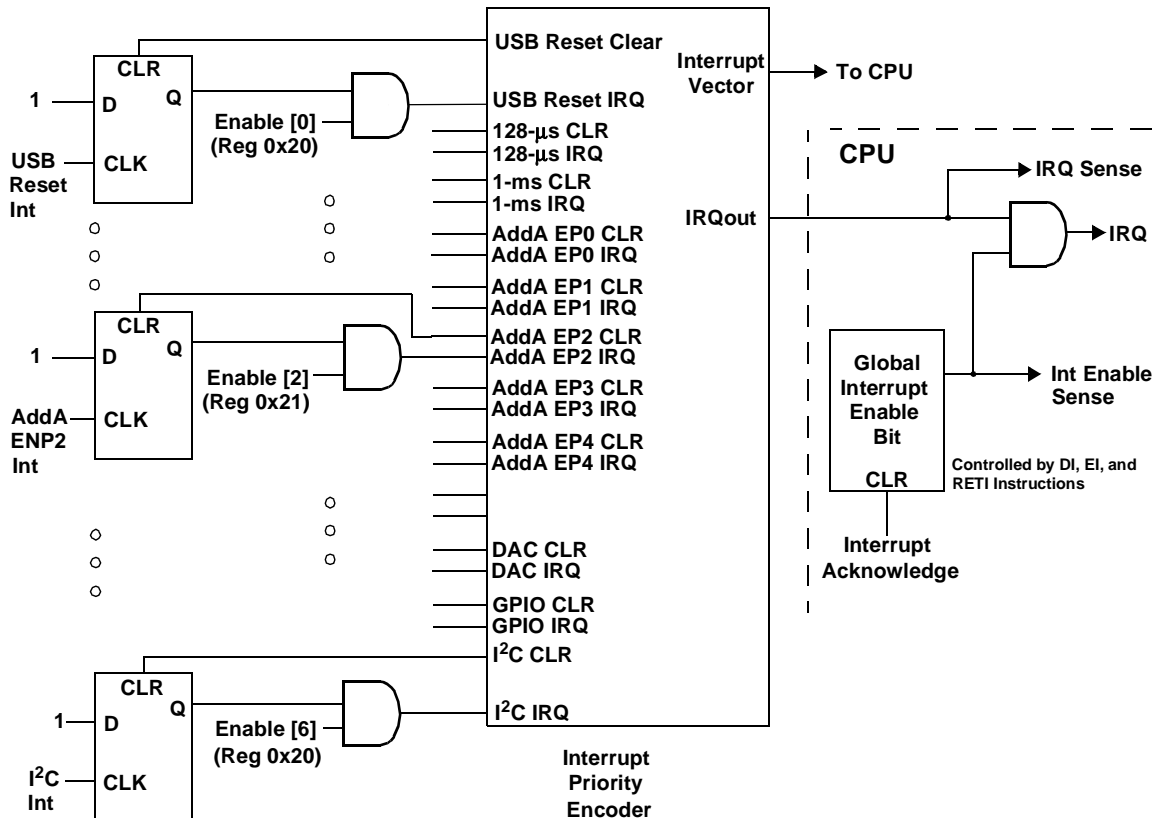 CLR
D
Q
CLK
1
USB
Reset
Int
Enable [0]
(Reg 0x20)
CLR
D
Q
CLK
1
AddA
ENP2
Int
Enable [2]
(Reg 0x21)
CLR
D
Q
CLK
1
I²C
Int
Enable [6]
(Reg 0x20)
USB Reset Clear
USB Reset IRQ
128-μs CLR
128-μs IRQ
1-ms CLR
1-ms IRQ
AddA EP0 CLR
AddA EP0 IRQ
AddA EP1 CLR
AddA EP1 IRQ
AddA EP2 CLR
AddA EP2 IRQ
AddA EP3 CLR
AddA EP3 IRQ
AddA EP4 CLR
AddA EP4 IRQ
DAC CLR
DAC IRQ
GPIO CLR
GPIO IRQ
I²C CLR
I²C IRQ
Interrupt
Vector
IRQout
Interrupt
Priority
Encoder
To CPU
CPU
IRQ Sense
IRQ
Global
Interrupt
Enable
Bit
CLR
Int Enable
Sense
Controlled by DI, EI, and
RETI Instructions
Interrupt
Acknowledge